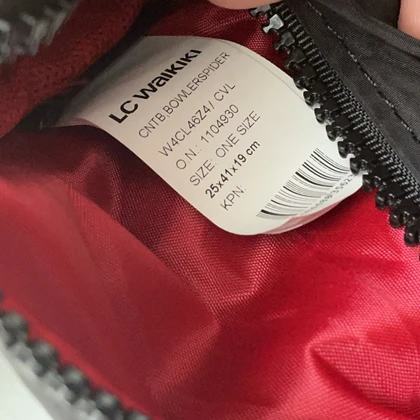 LC WAIKIKI
CNTB.BOWLERSPIDER
W4CL46Z4/ CVL
O.N.: 1104930
SIZE: ONE SIZE
25x41x19 cm
KPN